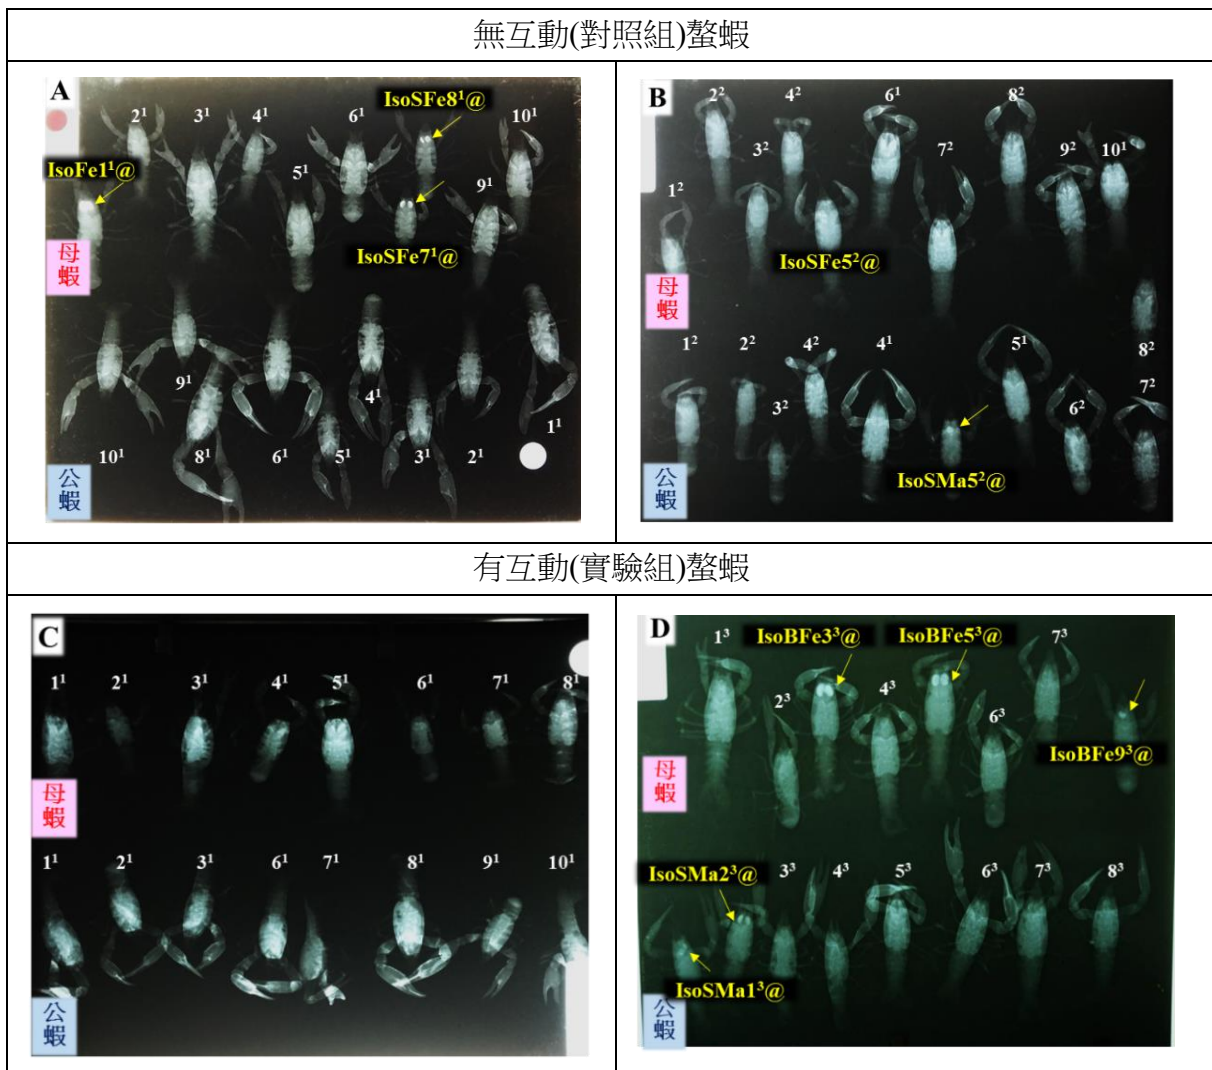 無互動(對照組)螯蝦
A
IsoSFe8¹@
2¹ 3¹ 4¹ 6¹ 10¹
IsoFe1¹@
5¹ 9¹
IsoSFe7¹@
母蝦
9¹ 4¹ 1¹
10¹ 8¹ 6¹ 5¹ 3¹ 2¹
公蝦
B
2² 4² 6¹ 8²
3² 7² 9² 10¹
1²
IsoSFe5²@
母蝦
1² 2² 4² 4¹ 5¹ 8²
3² 6² 7²
IsoSMa5²@
公蝦
有互動(實驗組)螯蝦
C
1¹ 2¹ 3¹ 4¹ 5¹ 6¹ 7¹ 8¹
母蝦
1¹ 2¹ 3¹ 6¹ 7¹ 8¹ 9¹ 10¹
公蝦
D
1³ IsoBFe3³@ IsoBFe5³@ 7³
2³ 4³ 6³
IsoBFe9³@
母蝦
IsoSMa2³@ 3³ 4³ 5³ 6³ 7³ 8³
IsoSMa1³@
公蝦